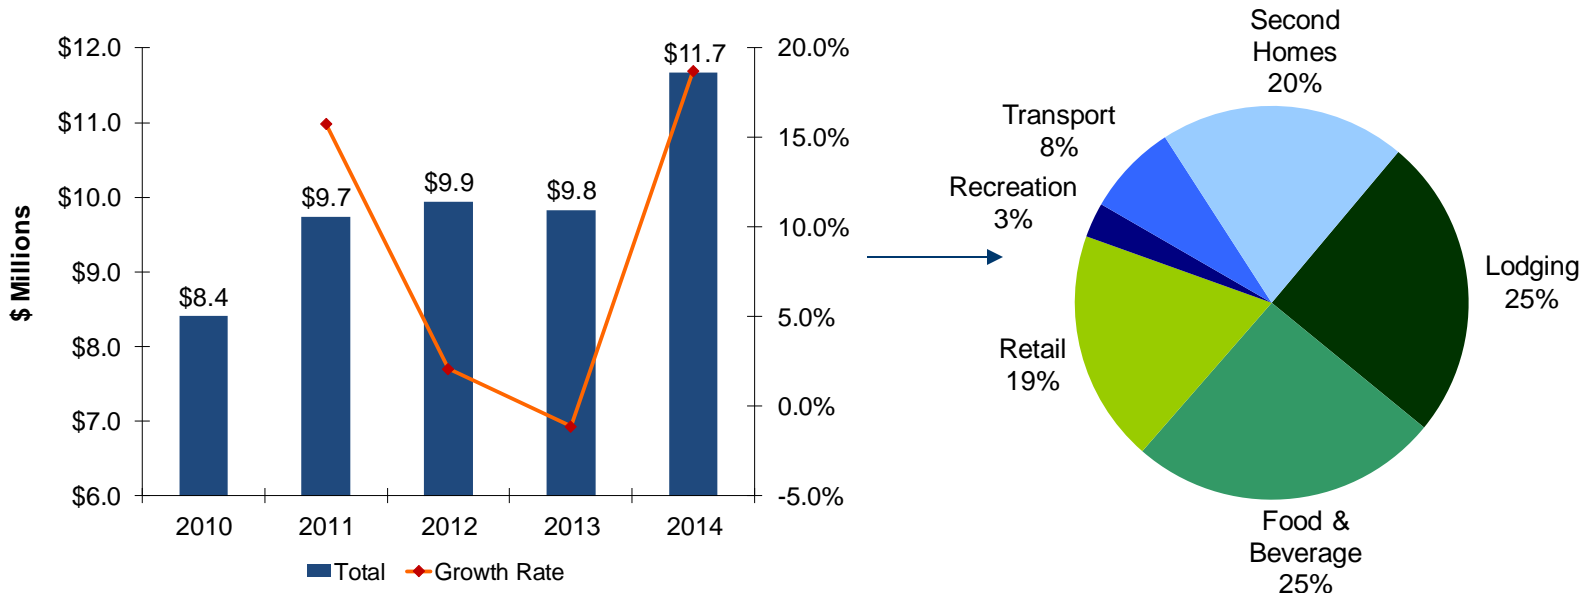 $ Millions
$12.0
$11.0
$10.0
$9.0
$8.0
$7.0
$6.0
$8.4
$9.7
$9.9
$9.8
$11.7
20.0%
15.0%
10.0%
5.0%
0.0%
-5.0%
2010
2011
2012
2013
2014
Total
Growth Rate
Second
Homes
20%
Transport
8%
Recreation
3%
Retail
19%
Lodging
25%
Food &
Beverage
25%